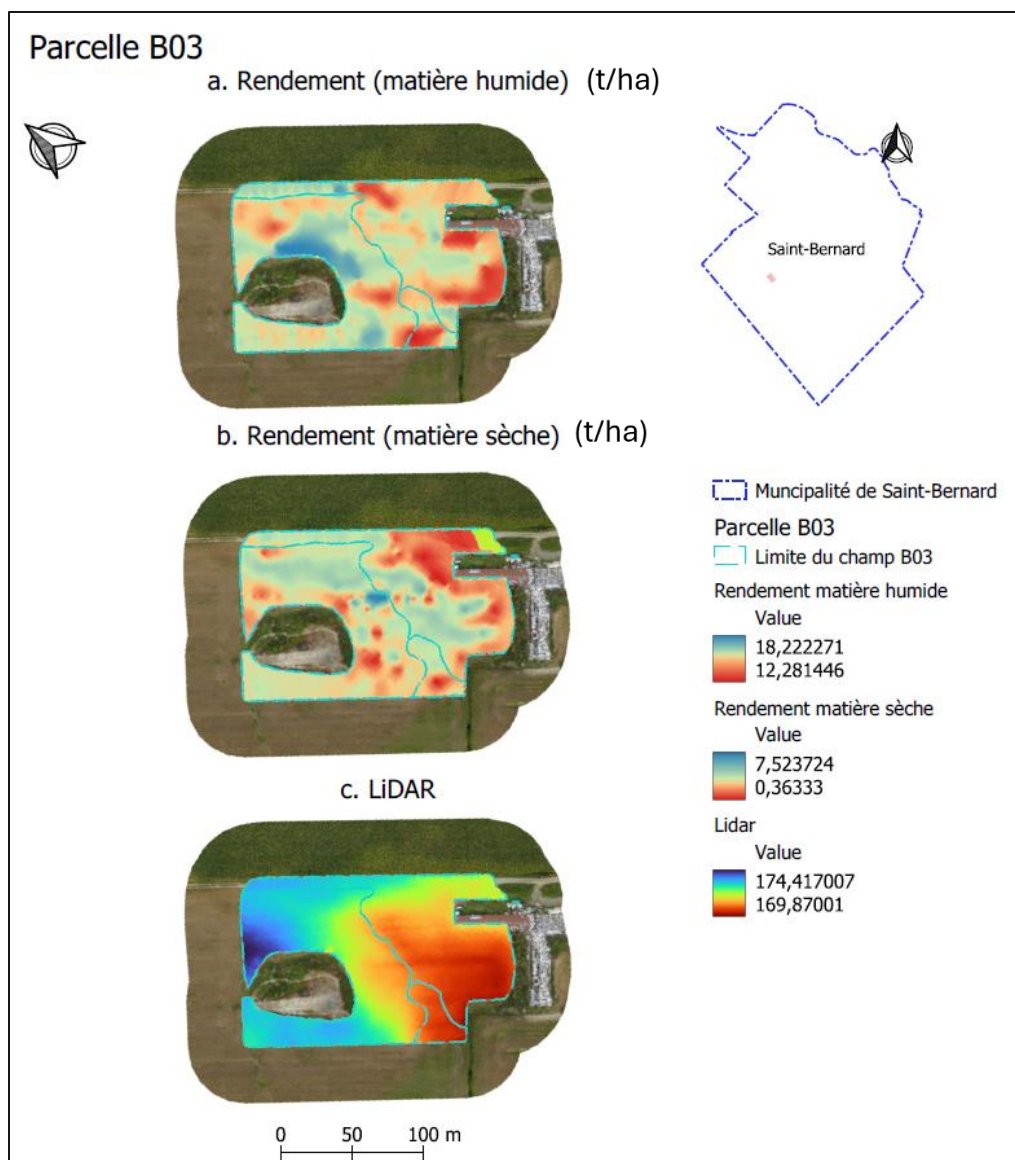 Parcelle B03
a. Rendement (matière humide) (t/ha)
Saint-Bernard
b. Rendement (matière sèche) (t/ha)
Muncipalité de Saint-Bernard
Parcelle B03
Limite du champ B03
Rendement matière humide
Value
18,222271
12,281446
Rendement matière sèche
Value
7,523724
0,36333
c. LiDAR
Lidar
Value
174,417007
169,87001
0 50 100 m